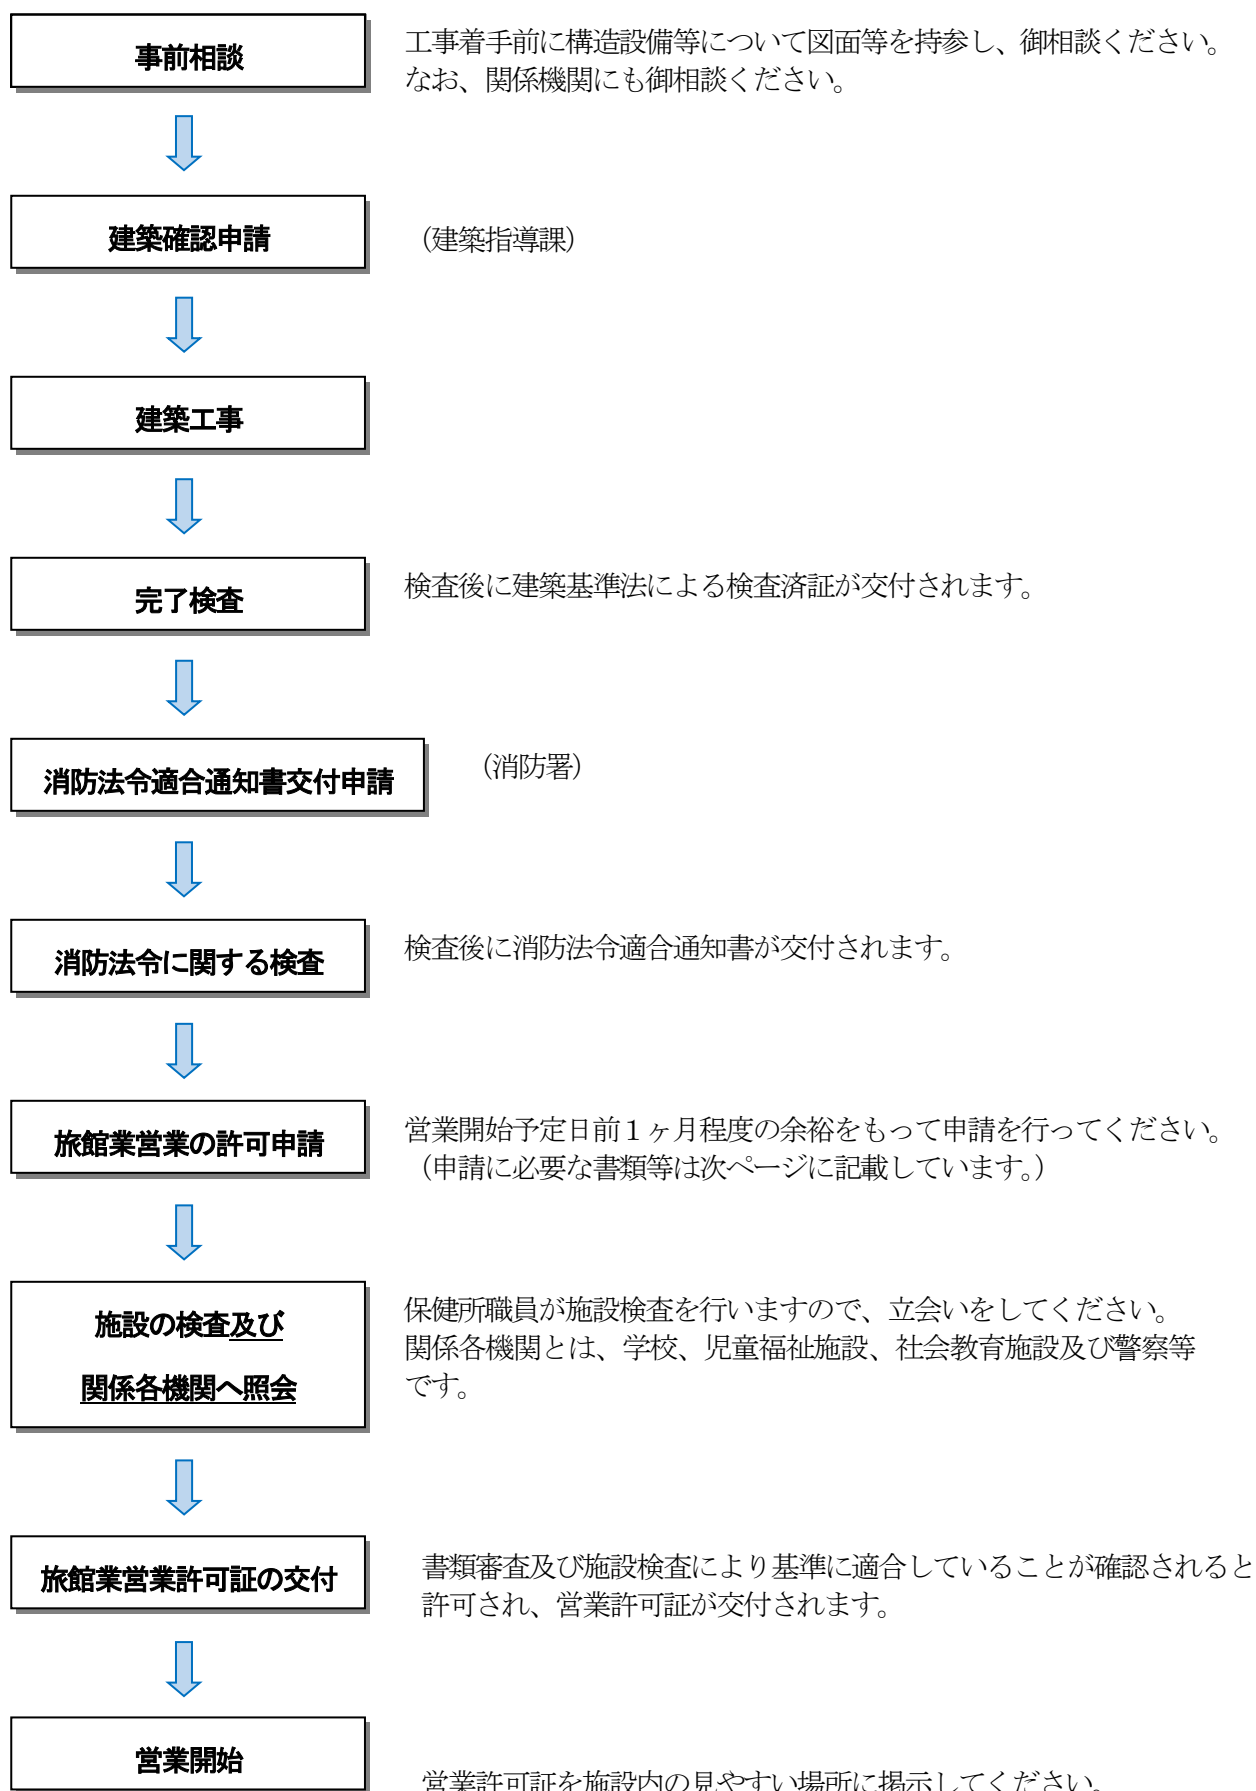 事前相談
工事着手前に構造設備等について図面等を持参し、御相談ください。
なお、関係機関にも御相談ください。
建築確認申請
（建築指導課）
建築工事
完了検査
検査後に建築基準法による検査済証が交付されます。
消防法令適合通知書交付申請
（消防署）
消防法令に関する検査
検査後に消防法令適合通知書が交付されます。
旅館業営業の許可申請
営業開始予定日前１ヶ月程度の余裕をもって申請を行ってください。
（申請に必要な書類等は次ページに記載しています。）
施設の検査及び
関係各機関へ照会
保健所職員が施設検査を行いますので、立会いをしてください。
関係各機関とは、学校、児童福祉施設、社会教育施設及び警察等
です。
旅館業営業許可証の交付
書類審査及び施設検査により基準に適合していることが確認されると
許可され、営業許可証が交付されます。
営業開始
営業許可証を施設内の見やすい場所に掲示してください。